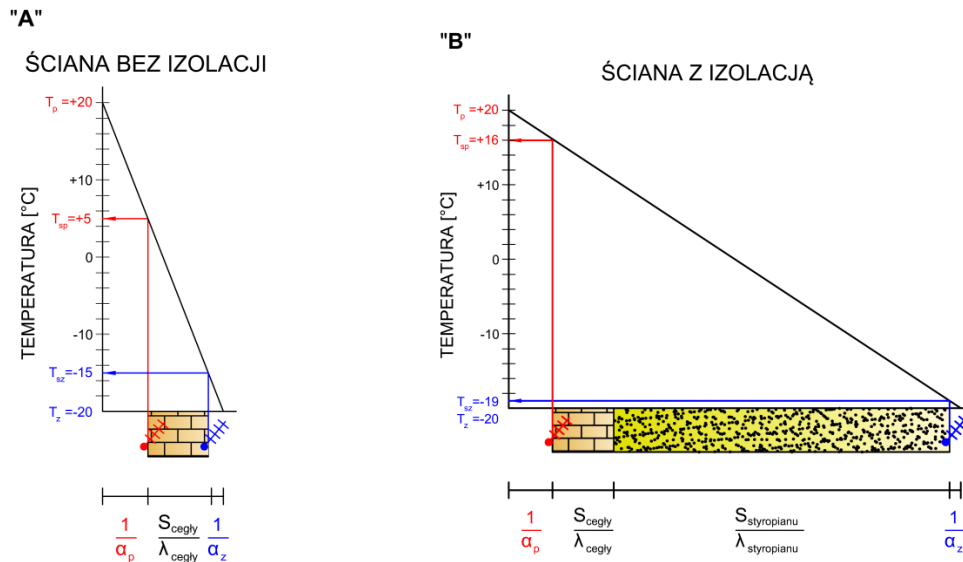 "A"
ŚCIANA BEZ IZOLACJI
TEMPERATURA [°C]
Tp=+20
+10
Tsp=+5
0
-10
Tsz=-15
Tz=-20
1
αp
Scegły
λcegły
1
αz
"B"
ŚCIANA Z IZOLACJĄ
TEMPERATURA [°C]
Tp=+20
Tsp=+16
+10
0
-10
Tsz=-19
Tz=-20
1
αp
Scegły
λcegły
Sstyropianu
λstyropianu
1
αz